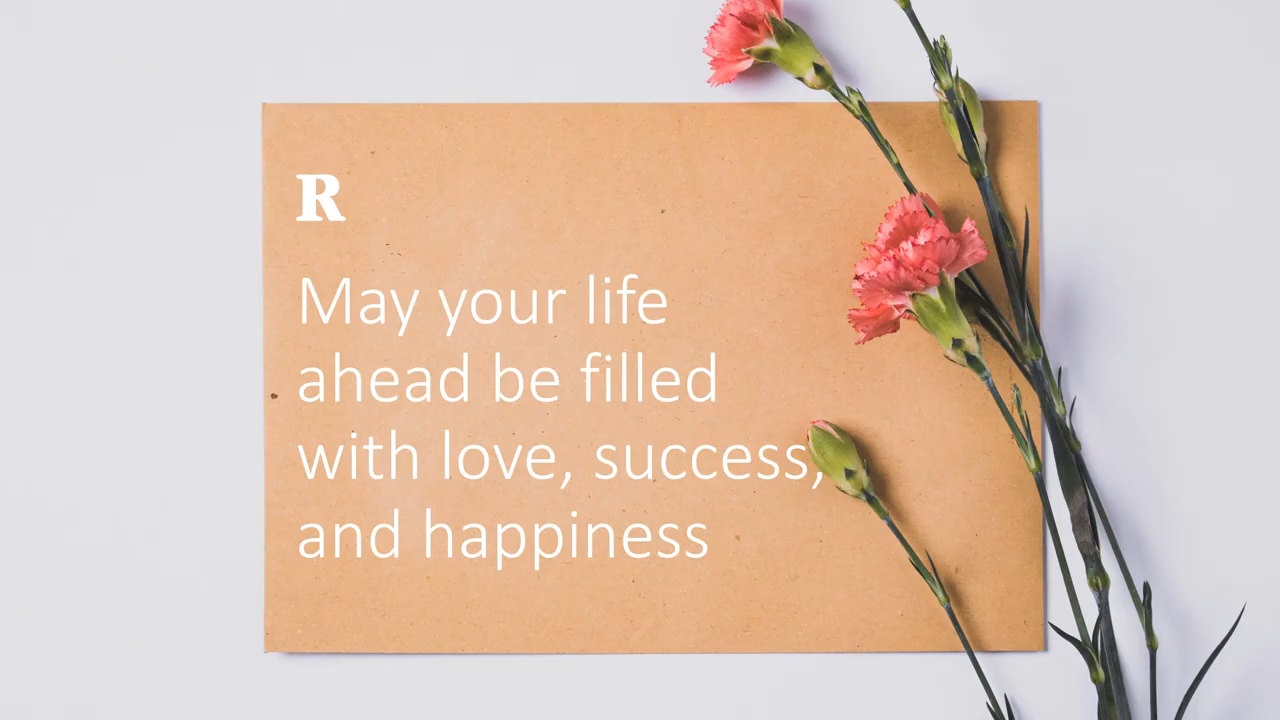 R
May your life
ahead be filled
with love, success,
and happiness